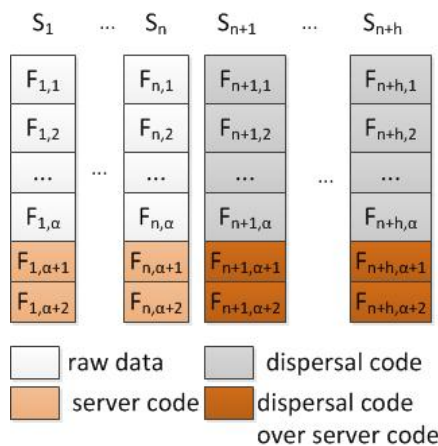 S1 ... Sn Sn+1 ... Sn+h
F1,1 Fn,1 Fn+1,1 Fn+h,1
F1,2 Fn,2 Fn+1,2 Fn+h,2
... ... ... ... ... ...
F1,α Fn,α Fn+1,α Fn+h,α
F1,α+1 Fn,α+1 Fn+1,α+1 Fn+h,α+1
F1,α+2 Fn,α+2 Fn+1,α+2 Fn+h,α+2
raw data dispersal code
server code dispersal code
over server code